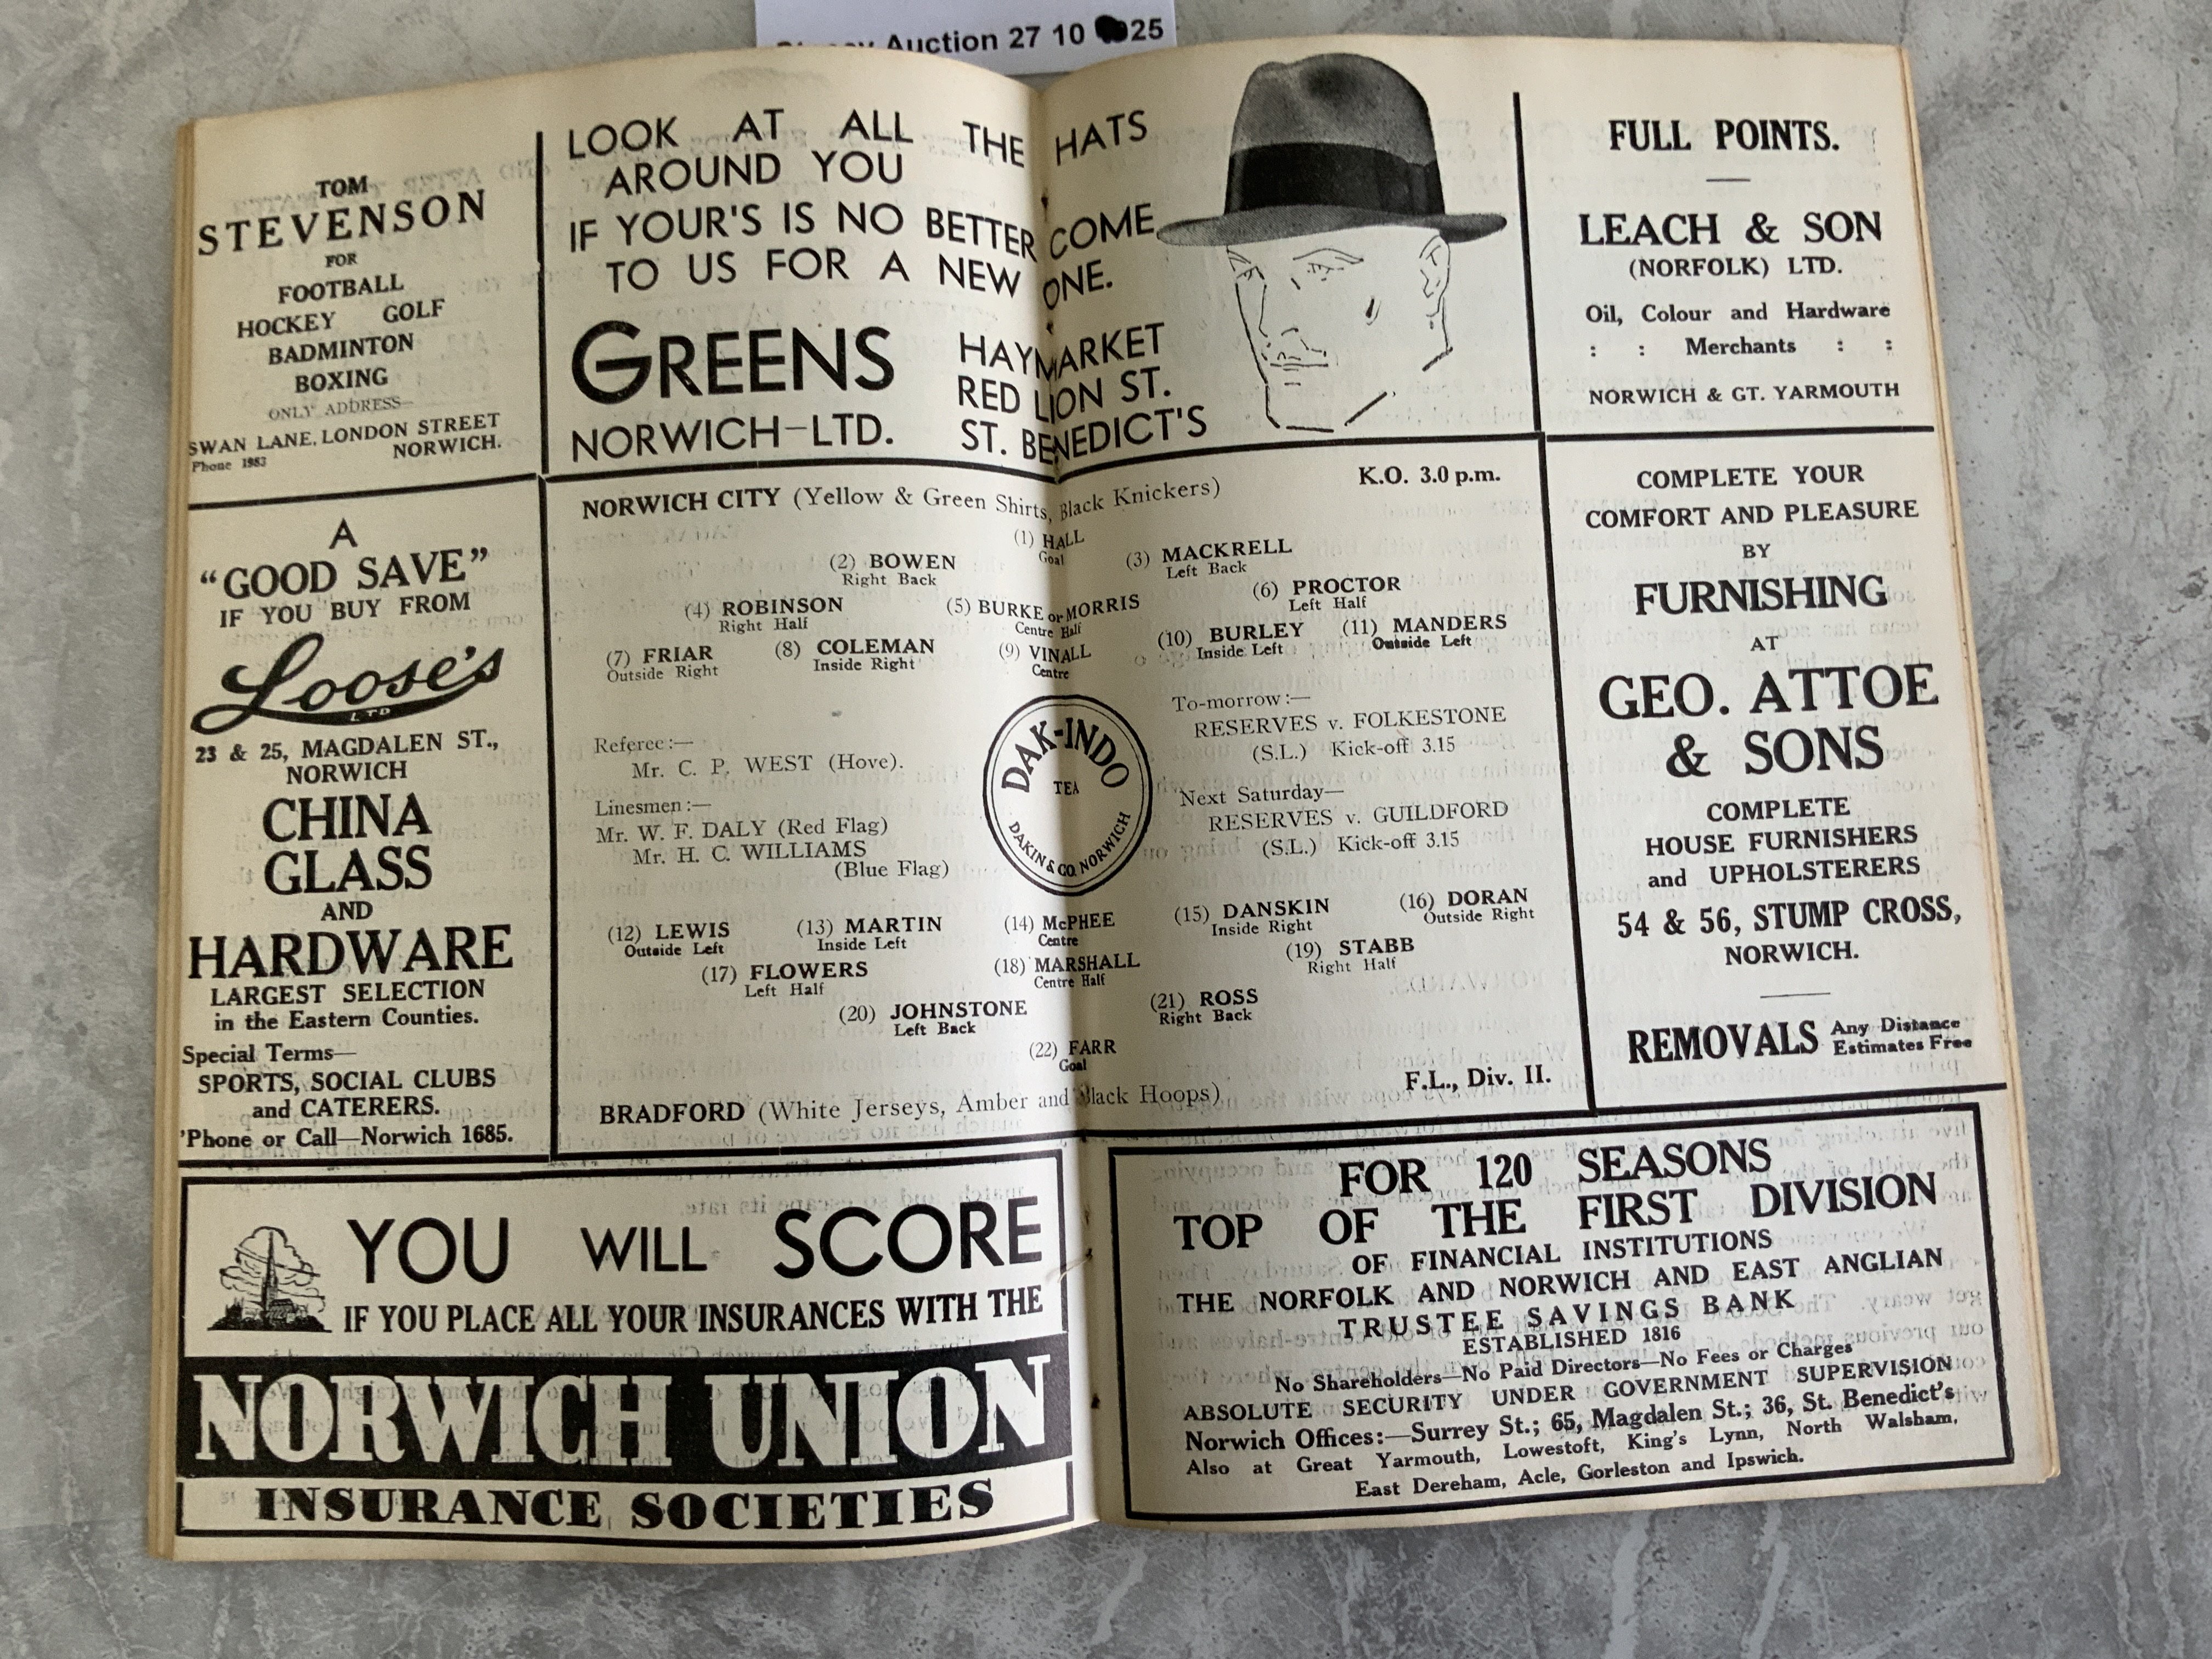 Auction 27 10 25
TOM
STEVENSON
FOR
FOOTBALL
HOCKEY GOLF
BADMINTON
BOXING
ONLY ADDRESS—
SWAN LANE, LONDON STREET
NORWICH.
Phone 1983
LOOK AT ALL THE HATS
AROUND YOU
IF YOUR'S IS NO BETTER COME
TO US FOR A NEW ONE.
GREENS
NORWICH—LTD.
HAYMARKET
RED LION ST.
ST. BENEDICT'S
FULL POINTS.
LEACH & SON
(NORFOLK) LTD.
Oil, Colour and Hardware
: : Merchants : :
NORWICH & GT. YARMOUTH
A
"GOOD SAVE"
IF YOU BUY FROM
Loose's
LTD
23 & 25, MAGDALEN ST.,
NORWICH
CHINA
GLASS
AND
HARDWARE
LARGEST SELECTION
in the Eastern Counties.
Special Terms—
SPORTS, SOCIAL CLUBS
and CATERERS.
'Phone or Call—Norwich 1685.
K.O. 3.0 p.m.
NORWICH CITY (Yellow & Green Shirts, Black Knickers)
(1) HALL
Goal
(2) BOWEN (3) MACKRELL
Right Back Left Back
(4) ROBINSON (5) BURKE or MORRIS (6) PROCTOR
Right Half Centre Half Left Half
(7) FRIAR (8) COLEMAN (9) VINALL (10) BURLEY (11) MANDERS
Outside Right Inside Right Centre Inside Left Outside Left
Referee:—
Mr. C. P. WEST (Hove).
Linesmen:—
Mr. W. F. DALY (Red Flag)
Mr. H. C. WILLIAMS
(Blue Flag)
DAK-INDO
TEA
DAKIN & CO. NORWICH
To-morrow:—
RESERVES v. FOLKESTONE
(S.L.) Kick-off 3.15
Next Saturday—
RESERVES v. GUILDFORD
(S.L.) Kick-off 3.15
(12) LEWIS (13) MARTIN (14) McPHEE (15) DANSKIN (16) DORAN
Outside Left Inside Left Centre Inside Right Outside Right
(17) FLOWERS (18) MARSHALL (19) STABB
Left Half Centre Half Right Half
(20) JOHNSTONE (21) ROSS
Left Back Right Back
(22) FARR
Goal
F.L., Div. II.
BRADFORD (White Jerseys, Amber and Black Hoops)
COMPLETE YOUR
COMFORT AND PLEASURE
BY
FURNISHING
AT
GEO. ATTOE
& SONS
COMPLETE
HOUSE FURNISHERS
and UPHOLSTERERS
54 & 56, STUMP CROSS,
NORWICH.
REMOVALS Any Distance
Estimates Free
YOU WILL SCORE
IF YOU PLACE ALL YOUR INSURANCES WITH THE
NORWICH UNION
INSURANCE SOCIETIES
FOR 120 SEASONS
TOP OF THE FIRST DIVISION
OF FINANCIAL INSTITUTIONS
THE NORFOLK AND NORWICH AND EAST ANGLIAN
TRUSTEE SAVINGS BANK
ESTABLISHED 1816
No Shareholders—No Paid Directors—No Fees or Charges
ABSOLUTE SECURITY UNDER GOVERNMENT SUPERVISION
Norwich Offices:—Surrey St.; 65, Magdalen St.; 36, St. Benedict's
Also at Great Yarmouth, Lowestoft, King's Lynn, North Walsham,
East Dereham, Acle, Gorleston and Ipswich.